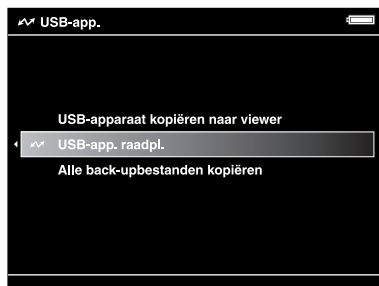 USB-app.
USB-apparaat kopiëren naar viewer
USB-app. raadpl.
Alle back-upbestanden kopiëren